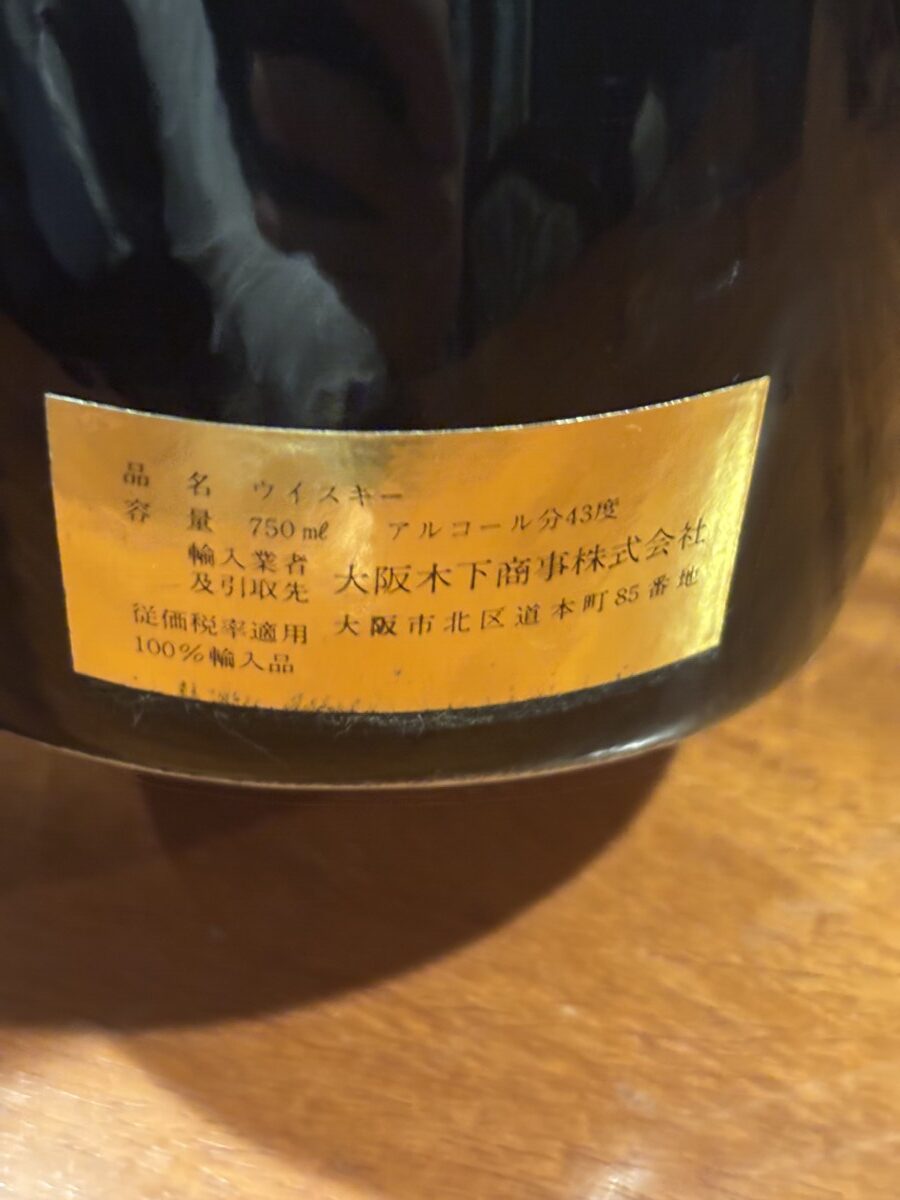 品名 ウイスキー
容量 750ml アルコール分43度
輸入業者
及引取先 大阪木下商事株式会社
従価税率適用 大阪市北区道本町85番地
100%輸入品